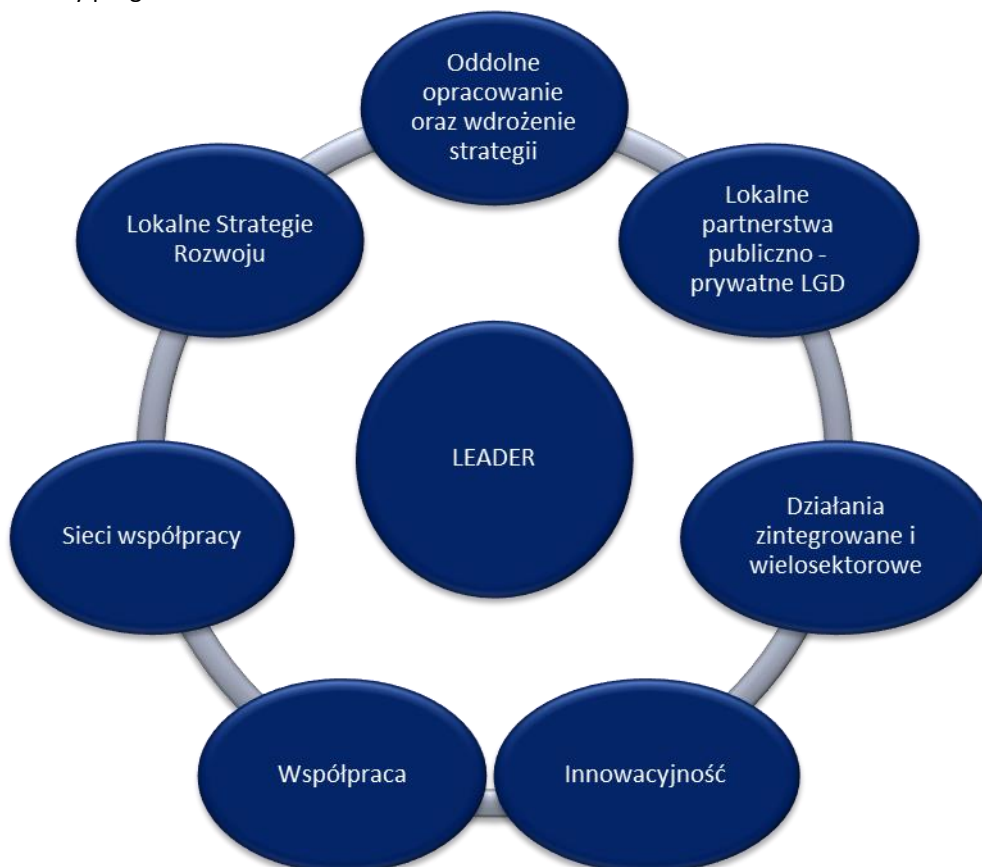 Oddolne
opracowanie
oraz wdrożenie
strategii
Lokalne
partnerstwa
publiczno -
prywatne LGD
Działania
zintegrowane i
wielosektorowe
Innowacyjność
Współpraca
Sieci współpracy
Lokalne Strategie
Rozwoju
LEADER